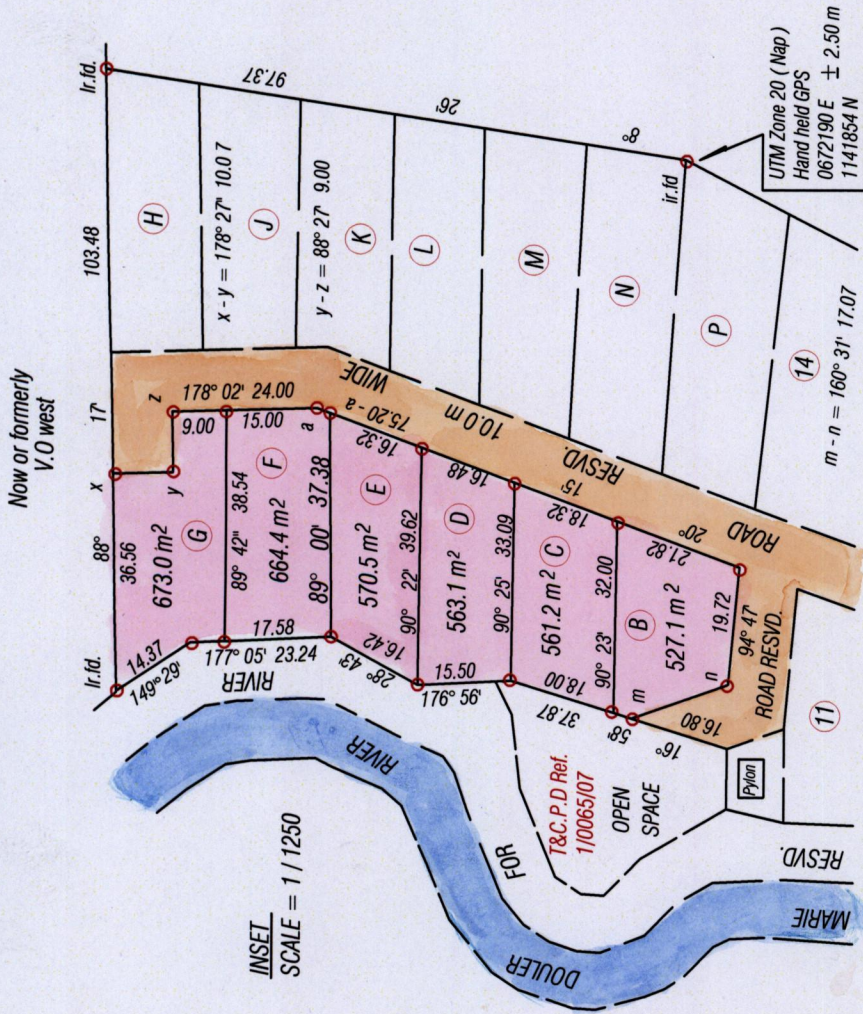 Now or formerly
V.O west
Ir.fd.
88°
x
17'
103.48
Ir.fd.
36.56
14.37
149° 29'
673.0 m²
G
y
z
9.00
178° 02' 24.00
H
97.37
26'
8°
x - y = 178° 27' 10.07
J
RIVER
177° 05' 23.24
17.58
89° 42' 38.54
664.4 m²
F
15.00
a
y - z = 88° 27' 9.00
K
89° 00' 37.38
28° 43'
16.42
570.5 m²
E
16.32
75.20 - a
WIDE
L
90° 22' 39.62
176° 56'
15.50
563.1 m²
D
16.48
10.0 m
M
90° 25' 33.09
37.87
18.00
561.2 m²
C
18.32
15'
RESVD.
N
ir.fd
90° 23' 32.00
58'
m
B
527.1 m²
21.82
20°
ROAD
P
16°
16.80
n
19.72
94° 47'
ROAD RESVD.
14
11
m - n = 160° 31' 17.07
UTM Zone 20 ( Nap )
Hand held GPS
0672190 E ± 2.50 m
1141854 N
INSET
SCALE = 1 / 1250
RIVER
FOR
T&C.P.D Ref.
1/0065/07
OPEN
SPACE
Pylon
RESVD.
DOULER
MARIE